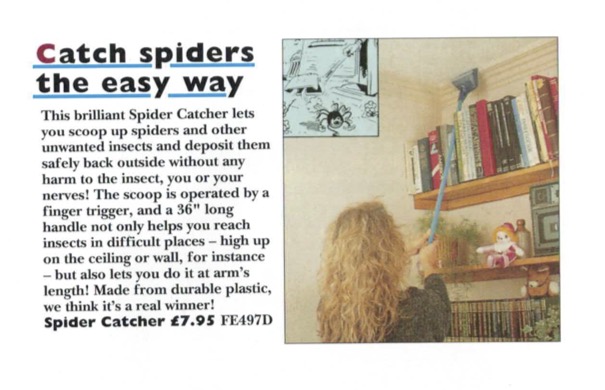 Catch spiders
the easy way
This brilliant Spider Catcher lets
you scoop up spiders and other
unwanted insects and deposit them
safely back outside without any
harm to the insect, you or your
nerves! The scoop is operated by a
finger trigger, and a 36" long
handle not only helps you reach
insects in difficult places – high up
on the ceiling or wall, for instance
– but also lets you do it at arm's
length! Made from durable plastic,
we think it's a real winner!
Spider Catcher £7.95 FE497D